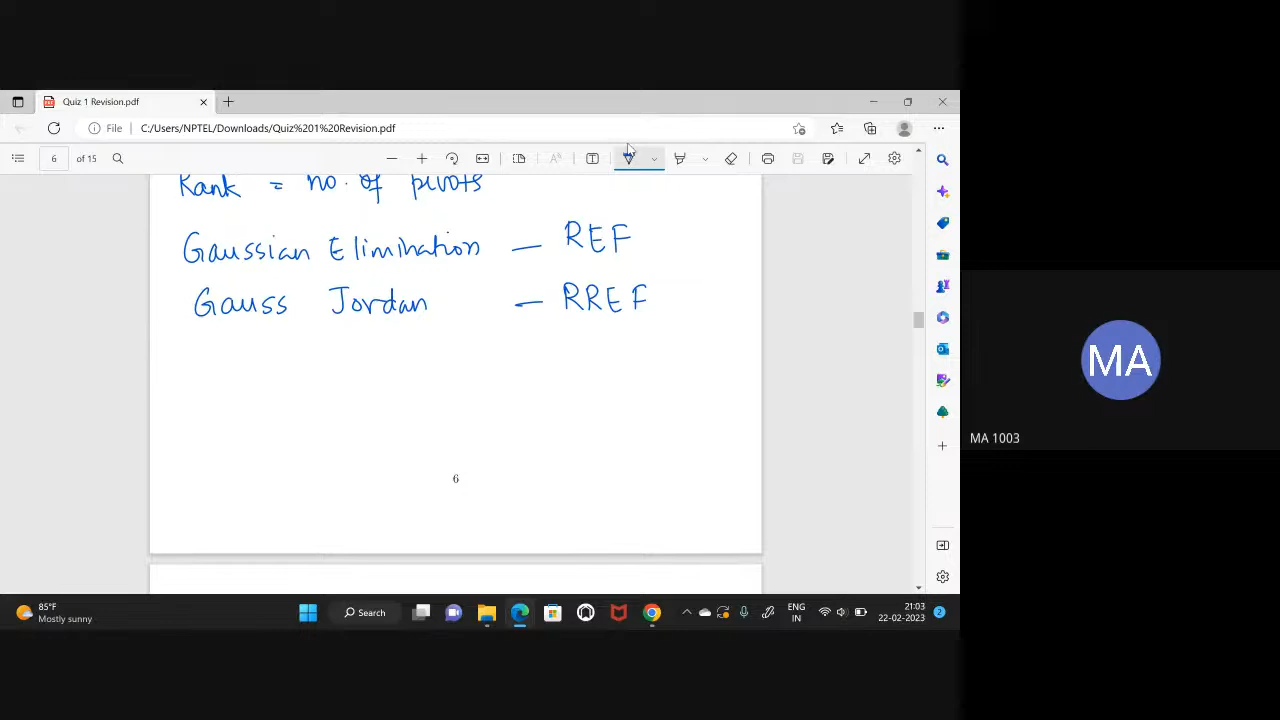 Quiz 1 Revision.pdf
File C:/Users/NPTEL/Downloads/Quiz%201%20Revision.pdf
6 of 15
Rank = no. of pivots
Gaussian Elimination — REF
Gauss Jordan — RREF
6
MA
MA 1003
85°F
Mostly sunny
Search
ENG
IN
21:03
22-02-2023
2